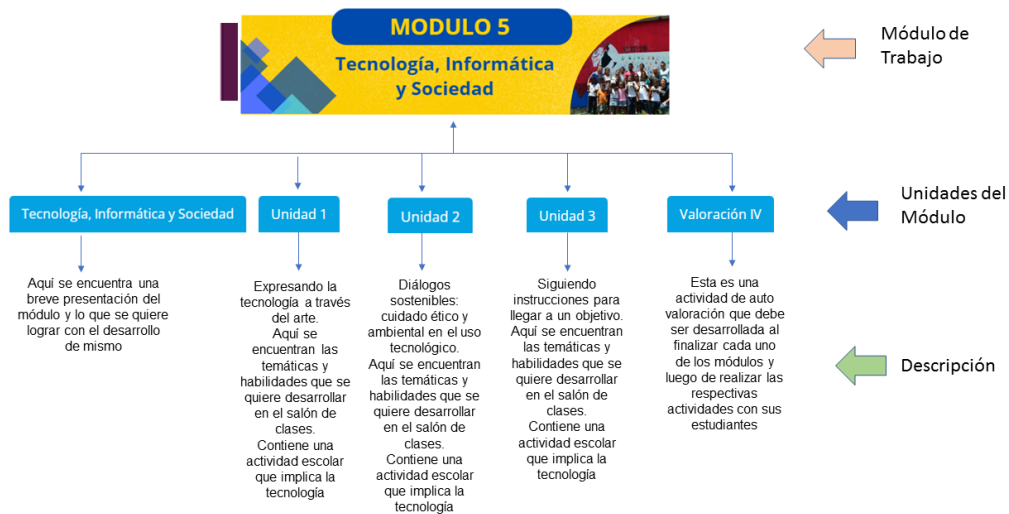 MODULO 5
Tecnología, Informática
y Sociedad
Módulo de
Trabajo
Tecnología, Informática y Sociedad
Unidad 1
Unidad 2
Unidad 3
Valoración IV
Unidades del
Módulo
Aquí se encuentra una
breve presentación del
módulo y lo que se quiere
lograr con el desarrollo
de mismo
Expresando la
tecnología a través
del arte.
Aquí se
encuentran las
temáticas y
habilidades que se
quiere desarrollar
en el salón de
clases.
Contiene una
actividad escolar
que implica la
tecnología
Diálogos
sostenibles:
cuidado ético y
ambiental en el uso
tecnológico.
Aquí se encuentran
las temáticas y
habilidades que se
quiere desarrollar
en el salón de
clases.
Contiene una
actividad escolar
que implica la
tecnología
Siguiendo
instrucciones para
llegar a un objetivo.
Aquí se encuentran
las temáticas y
habilidades que se
quiere desarrollar
en el salón de
clases.
Contiene una
actividad escolar
que implica la
tecnología
Esta es una
actividad de auto
valoración que debe
ser desarrollada al
finalizar cada uno
de los módulos y
luego de realizar las
respectivas
actividades con sus
estudiantes
Descripción